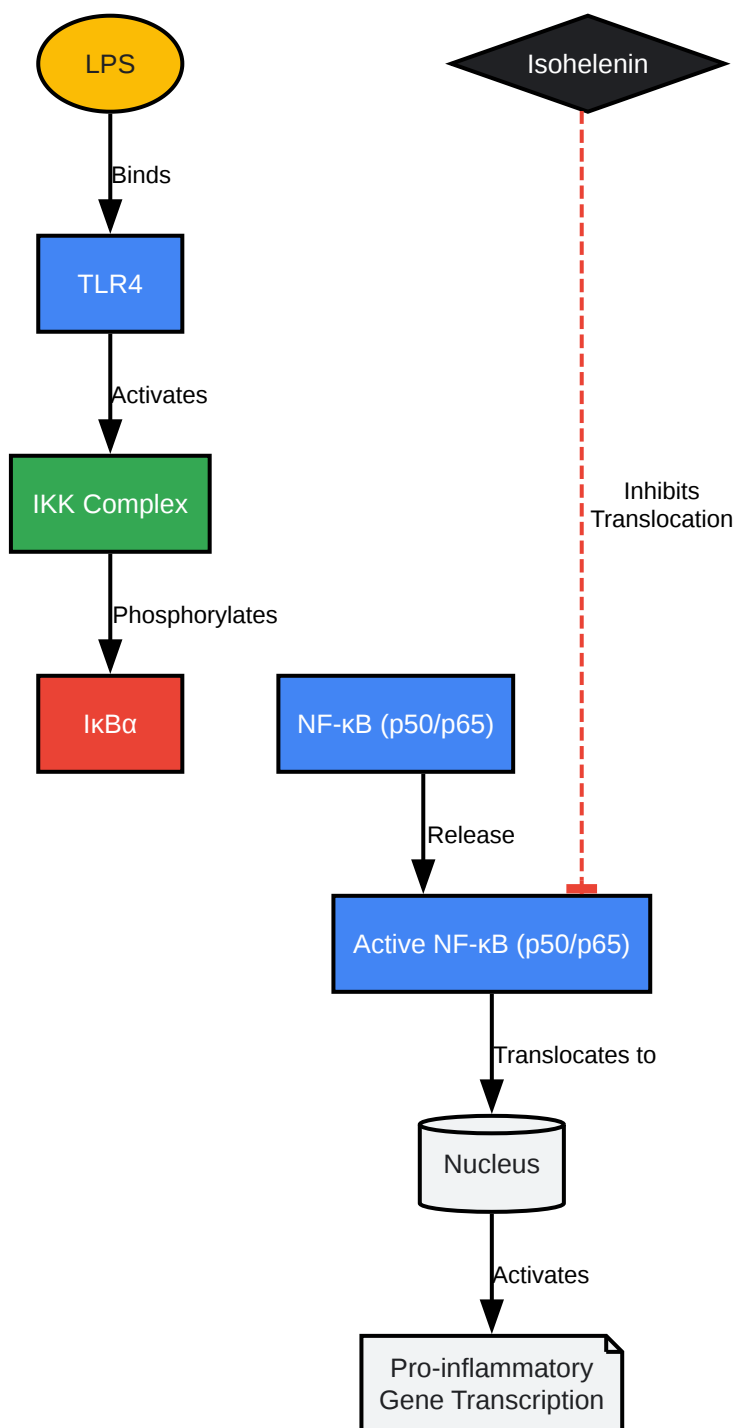 LPS
Isohelenin
Binds
TLR4
Activates
IKK Complex
Inhibits
Translocation
Phosphorylates
IκBα
NF-κB (p50/p65)
Release
Active NF-κB (p50/p65)
Translocates to
Nucleus
Activates
Pro-inflammatory
Gene Transcription